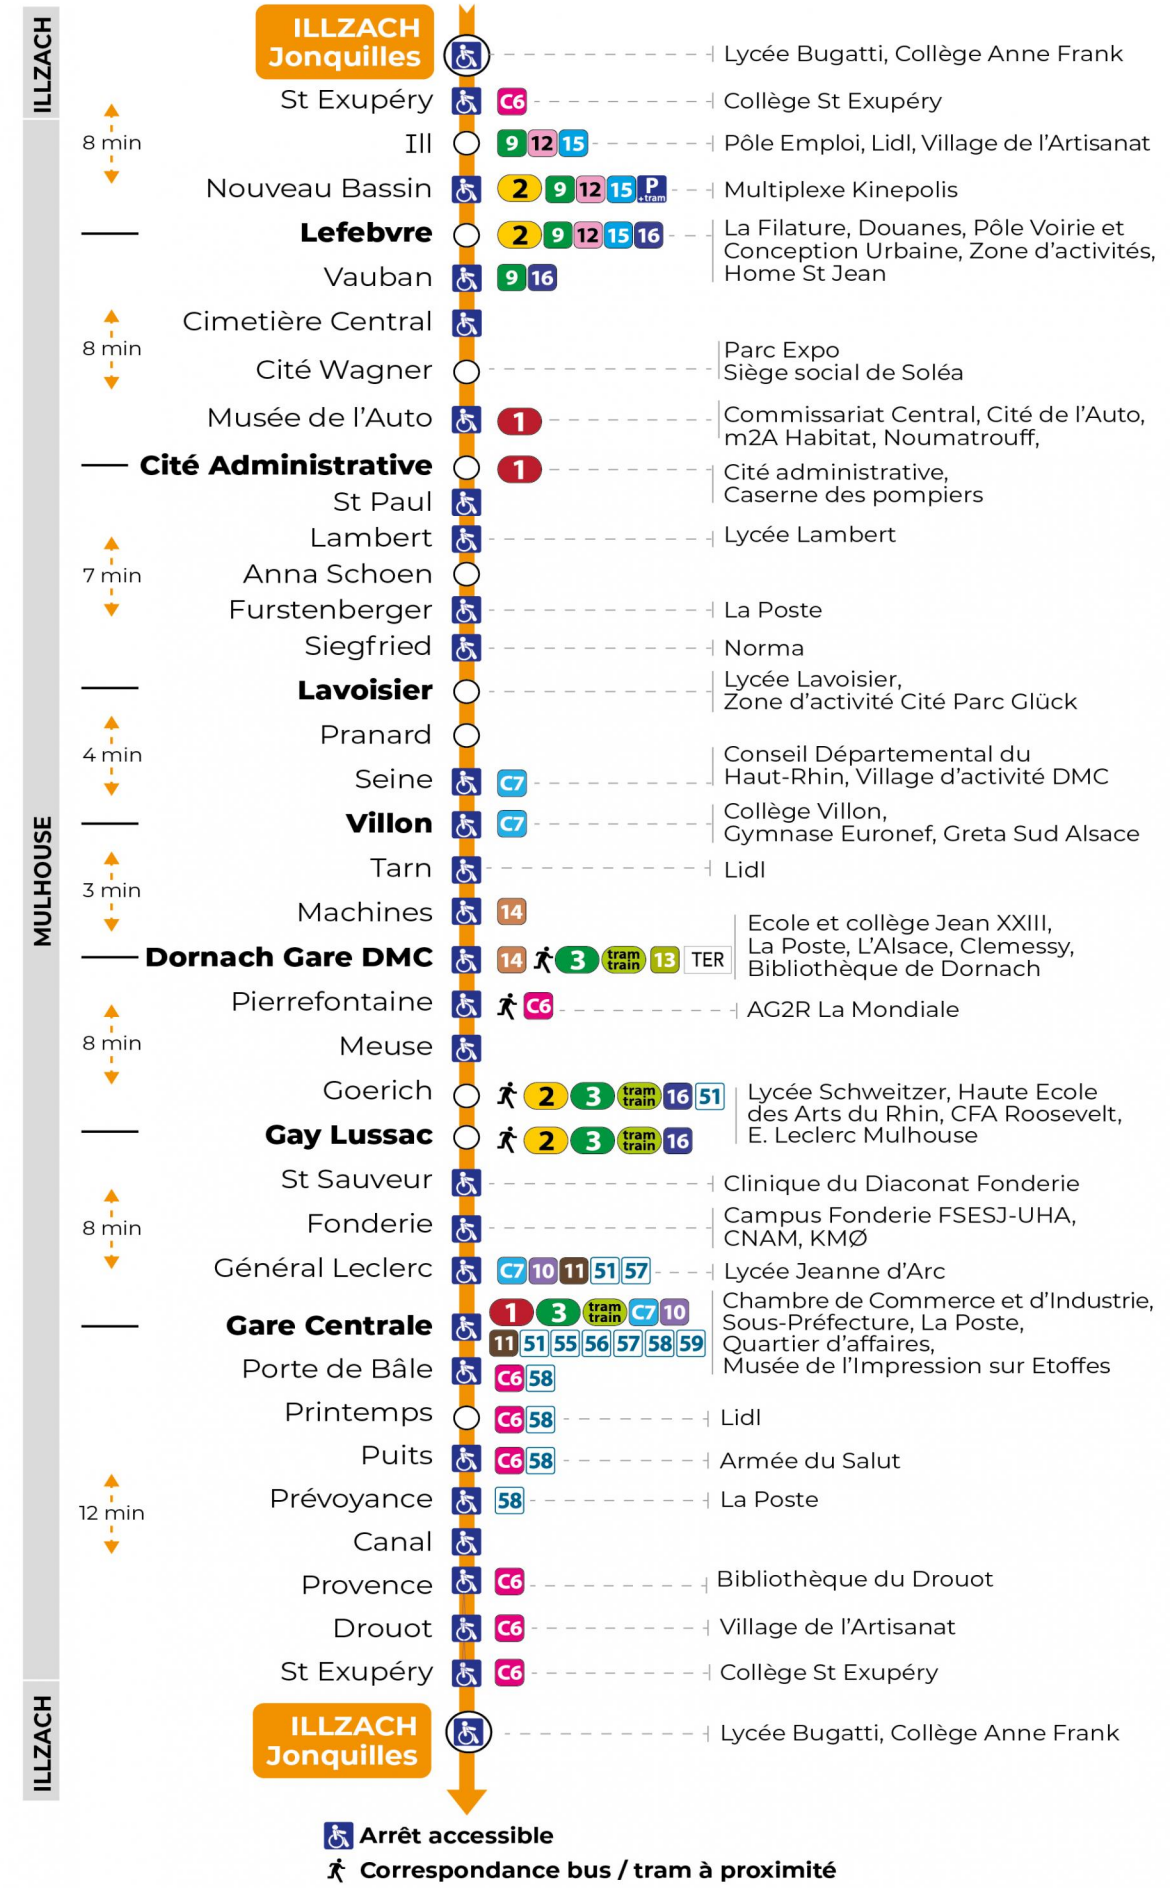 ILLZACH
ILLZACH
Jonquilles
Lycée Bugatti, Collège Anne Frank
St Exupéry
C6
Collège St Exupéry
MULHOUSE
8 min
Ill
9 12 15
Pôle Emploi, Lidl, Village de l'Artisanat
Nouveau Bassin
2 9 12 15 P +tram
Multiplexe Kinepolis
Lefebvre
2 9 12 15 16
La Filature, Douanes, Pôle Voirie et
Conception Urbaine, Zone d'activités,
Home St Jean
Vauban
9 16
Cimetière Central
8 min
Cité Wagner
Parc Expo
Siège social de Soléa
Musée de l'Auto
1
Commissariat Central, Cité de l'Auto,
m2A Habitat, Noumatrouff,
Cité Administrative
1
Cité administrative,
Caserne des pompiers
St Paul
Lambert
Lycée Lambert
7 min
Anna Schoen
Furstenberger
La Poste
Siegfried
Norma
Lavoisier
Lycée Lavoisier,
Zone d'activité Cité Parc Glück
Pranard
4 min
Seine
C7
Conseil Départemental du
Haut-Rhin, Village d'activité DMC
Villon
C7
Collège Villon,
Gymnase Euronef, Greta Sud Alsace
Tarn
Lidl
3 min
Machines
14
Dornach Gare DMC
14 3 tram train 13 TER
Ecole et collège Jean XXIII,
La Poste, L'Alsace, Clemessy,
Bibliothèque de Dornach
Pierrefontaine
C6
AG2R La Mondiale
8 min
Meuse
Goerich
2 3 tram train 16 51
Lycée Schweitzer, Haute Ecole
des Arts du Rhin, CFA Roosevelt,
E. Leclerc Mulhouse
Gay Lussac
2 3 tram train 16
St Sauveur
Clinique du Diaconat Fonderie
8 min
Fonderie
Campus Fonderie FSESJ-UHA,
CNAM, KMØ
Général Leclerc
C7 10 11 51 57
Lycée Jeanne d'Arc
Gare Centrale
1 3 tram train C7 10
11 51 55 56 57 58 59
Chambre de Commerce et d'Industrie,
Sous-Préfecture, La Poste,
Quartier d'affaires,
Musée de l'Impression sur Etoffes
Porte de Bâle
C6 58
Printemps
C6 58
Lidl
Puits
C6 58
Armée du Salut
12 min
Prévoyance
58
La Poste
Canal
Provence
C6
Bibliothèque du Drouot
Drouot
C6
Village de l'Artisanat
St Exupéry
C6
Collège St Exupéry
ILLZACH
ILLZACH
Jonquilles
Lycée Bugatti, Collège Anne Frank
Arrêt accessible
Correspondance bus / tram à proximité